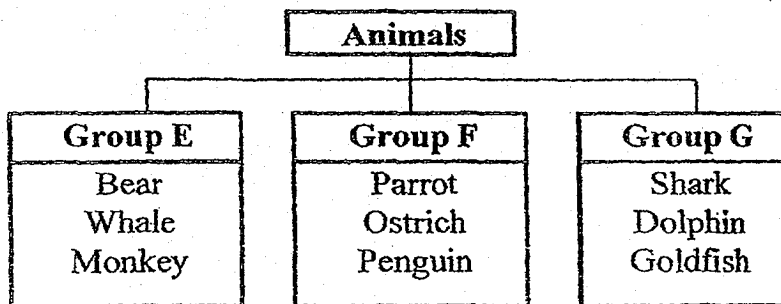 Animals
Group E
Bear
Whale
Monkey
Group F
Parrot
Ostrich
Penguin
Group G
Shark
Dolphin
Goldfish